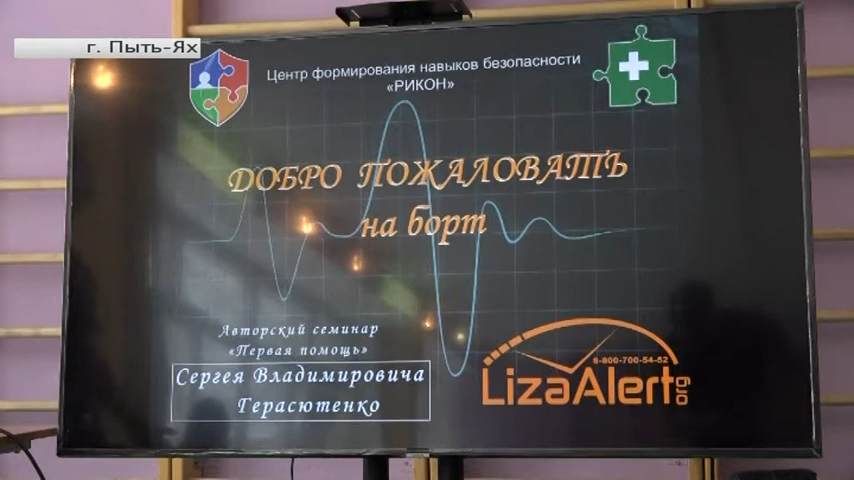 г. Пыть-Ях
Центр формирования навыков безопасности
«РИКОН»
ДОБРО ПОЖАЛОВАТЬ
на борт
Авторский семинар
«Первая помощь»
Сергея Владимировича
Герасютенко
8-800-700-54-52
LizaAlert
org